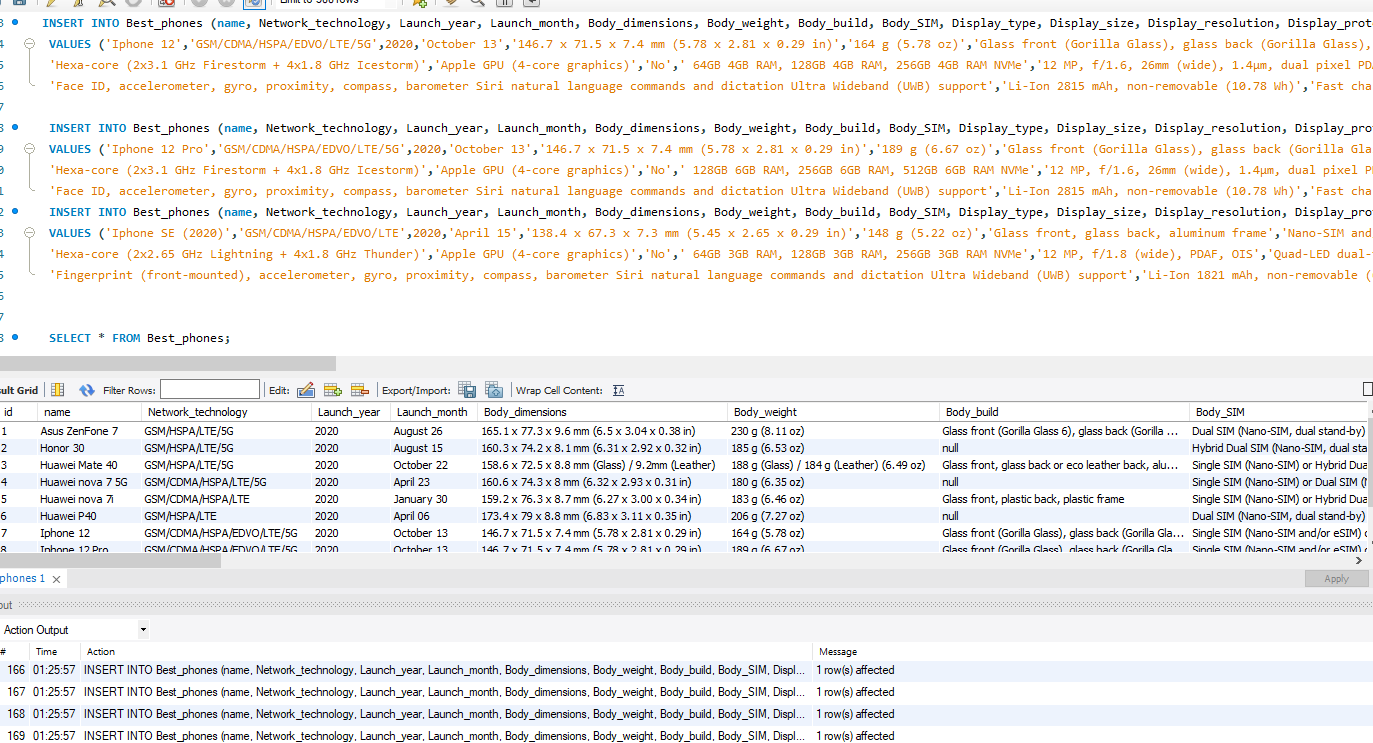 Limit to 500 rows
3 INSERT INTO Best_phones (name, Network_technology, Launch_year, Launch_month, Body_dimensions, Body_weight, Body_build, Body_SIM, Display_type, Display_size, Display_resolution, Display_prote
4 VALUES ('Iphone 12','GSM/CDMA/HSPA/EDVO/LTE/5G',2020,'October 13','146.7 x 71.5 x 7.4 mm (5.78 x 2.81 x 0.29 in)','164 g (5.78 oz)','Glass front (Gorilla Glass), glass back (Gorilla Glass),
5 'Hexa-core (2x3.1 GHz Firestorm + 4x1.8 GHz Icestorm)','Apple GPU (4-core graphics)','No',' 64GB 4GB RAM, 128GB 4GB RAM, 256GB 4GB RAM NVMe','12 MP, f/1.6, 26mm (wide), 1.4µm, dual pixel PDA
6 'Face ID, accelerometer, gyro, proximity, compass, barometer Siri natural language commands and dictation Ultra Wideband (UWB) support','Li-Ion 2815 mAh, non-removable (10.78 Wh)','Fast cha
7
8 INSERT INTO Best_phones (name, Network_technology, Launch_year, Launch_month, Body_dimensions, Body_weight, Body_build, Body_SIM, Display_type, Display_size, Display_resolution, Display_pro
9 VALUES ('Iphone 12 Pro','GSM/CDMA/HSPA/EDVO/LTE/5G',2020,'October 13','146.7 x 71.5 x 7.4 mm (5.78 x 2.81 x 0.29 in)','189 g (6.67 oz)','Glass front (Gorilla Glass), glass back (Gorilla Gla
0 'Hexa-core (2x3.1 GHz Firestorm + 4x1.8 GHz Icestorm)','Apple GPU (4-core graphics)','No',' 128GB 6GB RAM, 256GB 6GB RAM, 512GB 6GB RAM NVMe','12 MP, f/1.6, 26mm (wide), 1.4µm, dual pixel P
1 'Face ID, accelerometer, gyro, proximity, compass, barometer Siri natural language commands and dictation Ultra Wideband (UWB) support','Li-Ion 2815 mAh, non-removable (10.78 Wh)','Fast cha
2 INSERT INTO Best_phones (name, Network_technology, Launch_year, Launch_month, Body_dimensions, Body_weight, Body_build, Body_SIM, Display_type, Display_size, Display_resolution, Display_pro
3 VALUES ('Iphone SE (2020)','GSM/CDMA/HSPA/EDVO/LTE',2020,'April 15','138.4 x 67.3 x 7.3 mm (5.45 x 2.65 x 0.29 in)','148 g (5.22 oz)','Glass front, glass back, aluminum frame','Nano-SIM and
4 'Hexa-core (2x2.65 GHz Lightning + 4x1.8 GHz Thunder)','Apple GPU (4-core graphics)','No',' 64GB 3GB RAM, 128GB 3GB RAM, 256GB 3GB RAM NVMe','12 MP, f/1.8 (wide), PDAF, OIS','Quad-LED dual-
5 'Fingerprint (front-mounted), accelerometer, gyro, proximity, compass, barometer Siri natural language commands and dictation Ultra Wideband (UWB) support','Li-Ion 1821 mAh, non-removable (
6
7
8 SELECT * FROM Best_phones;
sult Grid Filter Rows: Edit: Export/Import: Wrap Cell Content:
id name Network_technology Launch_year Launch_month Body_dimensions Body_weight Body_build Body_SIM
1 Asus ZenFone 7 GSM/HSPA/LTE/5G 2020 August 26 165.1 x 77.3 x 9.6 mm (6.5 x 3.04 x 0.38 in) 230 g (8.11 oz) Glass front (Gorilla Glass 6), glass back (Gorilla ... Dual SIM (Nano-SIM, dual stand-by)
2 Honor 30 GSM/HSPA/LTE/5G 2020 August 15 160.3 x 74.2 x 8.1 mm (6.31 x 2.92 x 0.32 in) 185 g (6.53 oz) null Hybrid Dual SIM (Nano-SIM, dual sta
3 Huawei Mate 40 GSM/HSPA/LTE/5G 2020 October 22 158.6 x 72.5 x 8.8 mm (Glass) / 9.2mm (Leather) 188 g (Glass) / 184 g (Leather) (6.49 oz) Glass front, glass back or eco leather back, alu... Single SIM (Nano-SIM) or Hybrid Dua
4 Huawei nova 7 5G GSM/CDMA/HSPA/LTE/5G 2020 April 23 160.6 x 74.3 x 8 mm (6.32 x 2.93 x 0.31 in) 180 g (6.35 oz) null Single SIM (Nano-SIM) or Dual SIM (N
5 Huawei nova 7i GSM/CDMA/HSPA/LTE 2020 January 30 159.2 x 76.3 x 8.7 mm (6.27 x 3.00 x 0.34 in) 183 g (6.46 oz) Glass front, plastic back, plastic frame Single SIM (Nano-SIM) or Hybrid Dua
6 Huawei P40 GSM/HSPA/LTE 2020 April 06 173.4 x 79 x 8.8 mm (6.83 x 3.11 x 0.35 in) 206 g (7.27 oz) null Dual SIM (Nano-SIM, dual stand-by)
7 Iphone 12 GSM/CDMA/HSPA/EDVO/LTE/5G 2020 October 13 146.7 x 71.5 x 7.4 mm (5.78 x 2.81 x 0.29 in) 164 g (5.78 oz) Glass front (Gorilla Glass), glass back (Gorilla Gla... Single SIM (Nano-SIM and/or eSIM) o
8 Iphone 12 Pro GSM/CDMA/HSPA/EDVO/LTE/5G 2020 October 13 146.7 x 71.5 x 7.4 mm (5.78 x 2.81 x 0.29 in) 189 g (6.67 oz) Glass front (Gorilla Glass), glass back (Gorilla Gla... Single SIM (Nano-SIM and/or eSIM) o
phones 1
Apply
put
Action Output
# Time Action Message
166 01:25:57 INSERT INTO Best_phones (name, Network_technology, Launch_year, Launch_month, Body_dimensions, Body_weight, Body_build, Body_SIM, Displ... 1 row(s) affected
167 01:25:57 INSERT INTO Best_phones (name, Network_technology, Launch_year, Launch_month, Body_dimensions, Body_weight, Body_build, Body_SIM, Displ... 1 row(s) affected
168 01:25:57 INSERT INTO Best_phones (name, Network_technology, Launch_year, Launch_month, Body_dimensions, Body_weight, Body_build, Body_SIM, Displ... 1 row(s) affected
169 01:25:57 INSERT INTO Best_phones (name, Network_technology, Launch_year, Launch_month, Body_dimensions, Body_weight, Body_build, Body_SIM, Displ... 1 row(s) affected